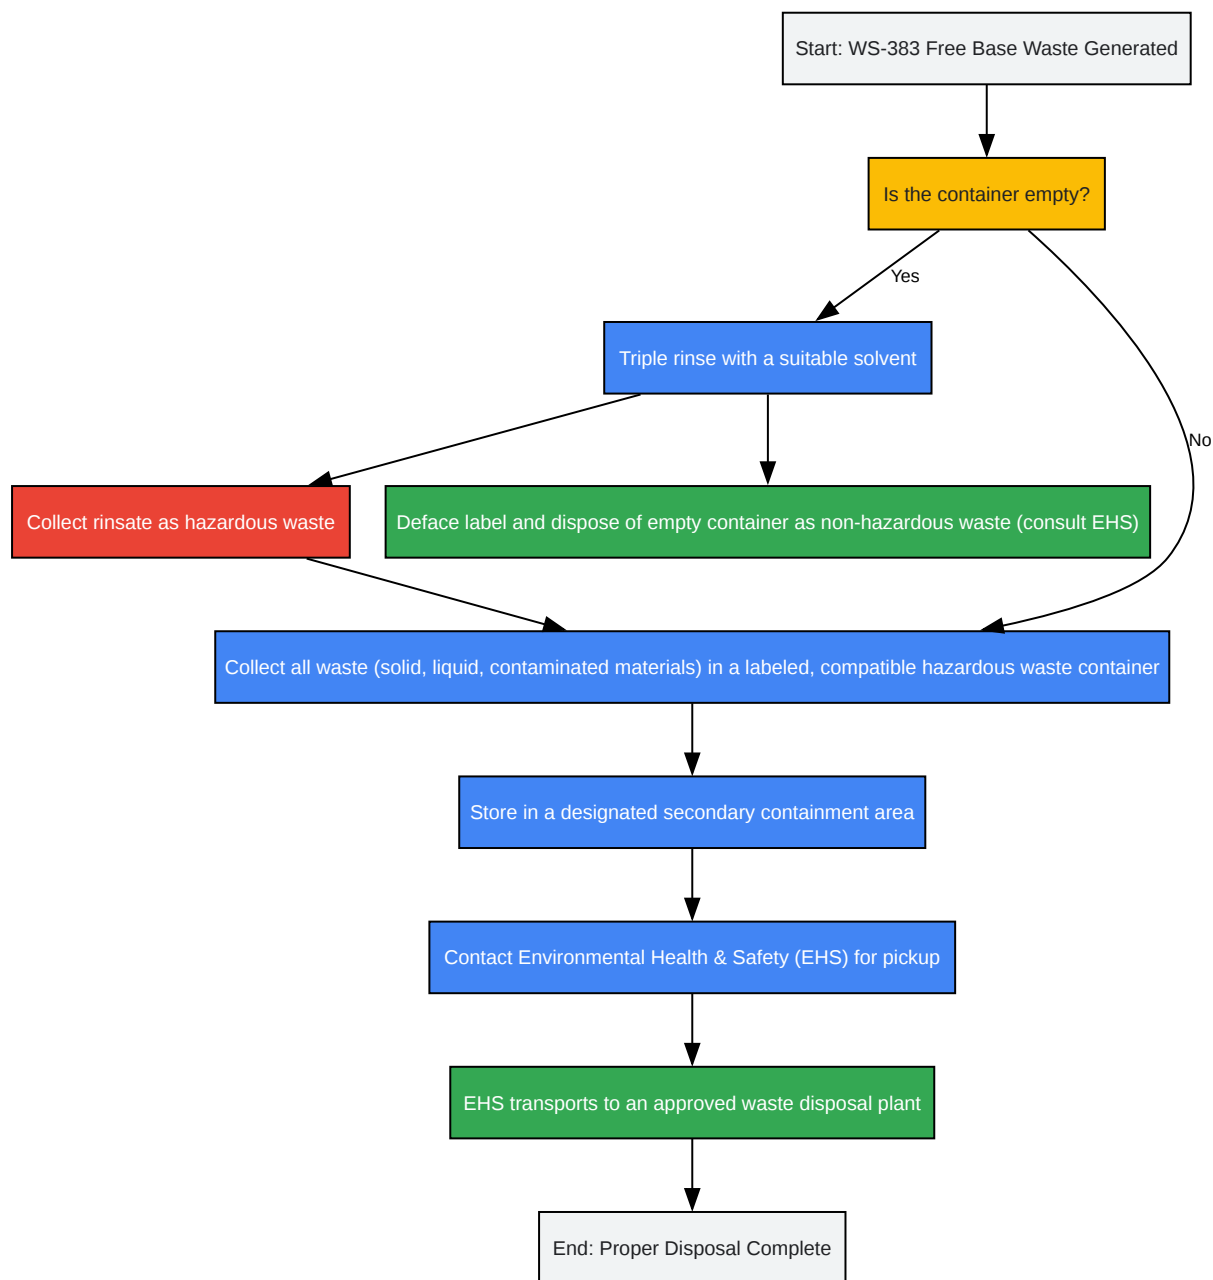 Start: WS-383 Free Base Waste Generated
Is the container empty?
Yes
Triple rinse with a suitable solvent
No
Collect rinsate as hazardous waste
Deface label and dispose of empty container as non-hazardous waste (consult EHS)
Collect all waste (solid, liquid, contaminated materials) in a labeled, compatible hazardous waste container
Store in a designated secondary containment area
Contact Environmental Health & Safety (EHS) for pickup
EHS transports to an approved waste disposal plant
End: Proper Disposal Complete